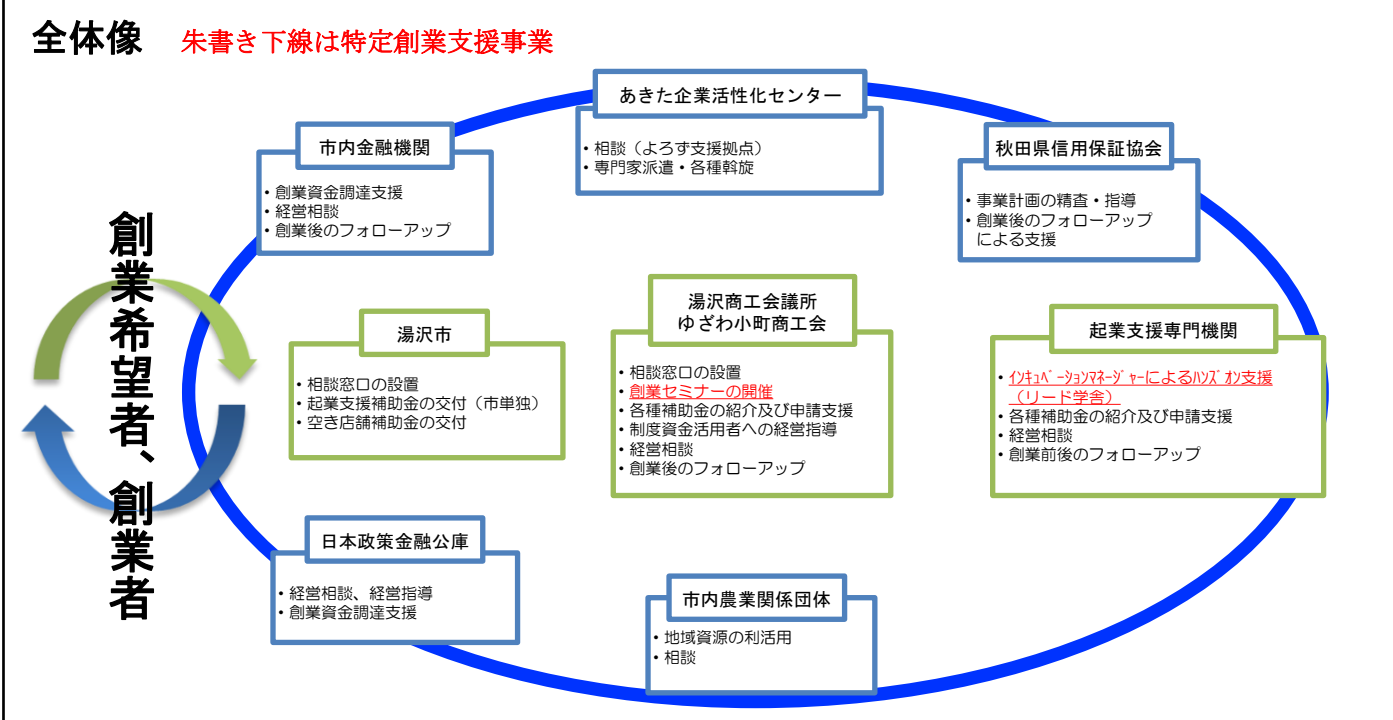 全体像 朱書き下線は特定創業支援事業
あきた企業活性化センター
・相談（よろず支援拠点）
・専門家派遣・各種斡旋
市内金融機関
・創業資金調達支援
・経営相談
・創業後のフォローアップ
秋田県信用保証協会
・事業計画の精査・指導
・創業後のフォローアップ
による支援
創業希望者、創業者
湯沢市
・相談窓口の設置
・起業支援補助金の交付（市単独）
・空き店舗補助金の交付
湯沢商工会議所
ゆざわ小町商工会
・相談窓口の設置
・創業セミナーの開催
・各種補助金の紹介及び申請支援
・制度資金活用者への経営指導
・経営相談
・創業後のフォローアップ
起業支援専門機関
・ｲﾝｷｭﾍﾞｰｼｮﾝﾏﾈｰｼﾞｬｰによるﾊﾝｽﾞｵﾝ支援
（リード学舎）
・各種補助金の紹介及び申請支援
・経営相談
・創業前後のフォローアップ
日本政策金融公庫
・経営相談、経営指導
・創業資金調達支援
市内農業関係団体
・地域資源の利活用
・相談